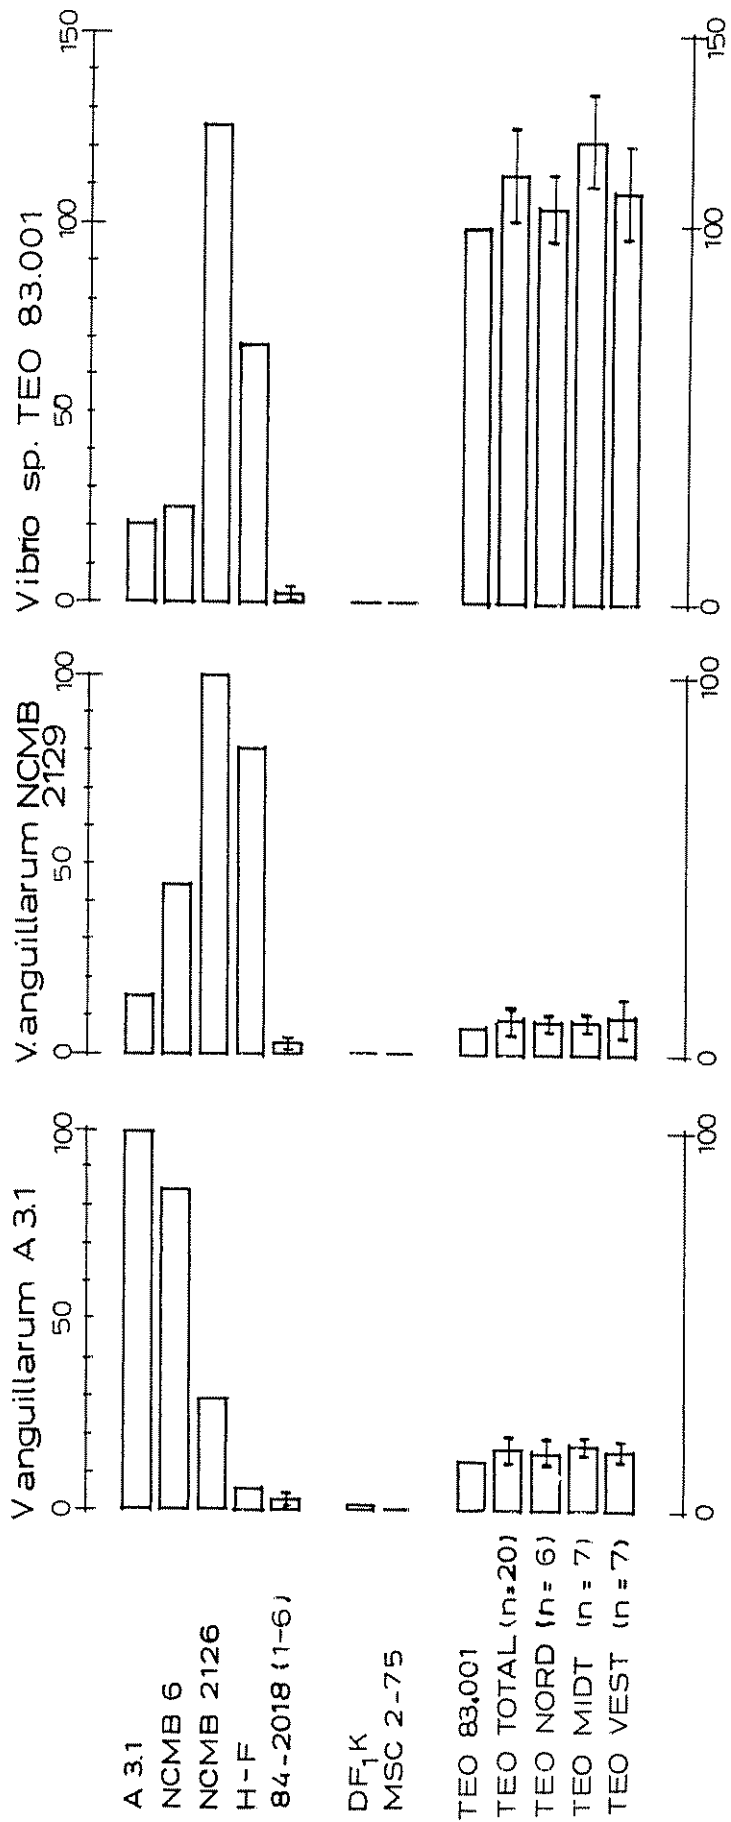 V.anguillarum A 3.1
V.anguillarum NCMB
2129
Vibrio sp. TEO 83.001
0 50 100
0 50 100
0 50 100 150
A 3.1
NCMB 6
NCMB 2126
H-F
84-2018 (1-6)
DF₁K
MSC 2-75
TEO 83.001
TEO TOTAL (n=20)
TEO NORD (n = 6)
TEO MIDT (n = 7)
TEO VEST (n = 7)
0 100
0 100
0 100 150